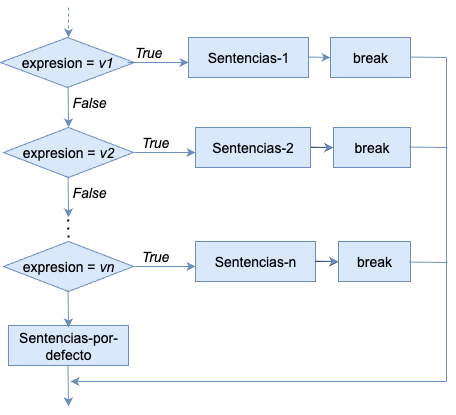 expresion = v1
True
Sentencias-1
break
False
expresion = v2
True
Sentencias-2
break
False
expresion = vn
True
Sentencias-n
break
Sentencias-por-
defecto